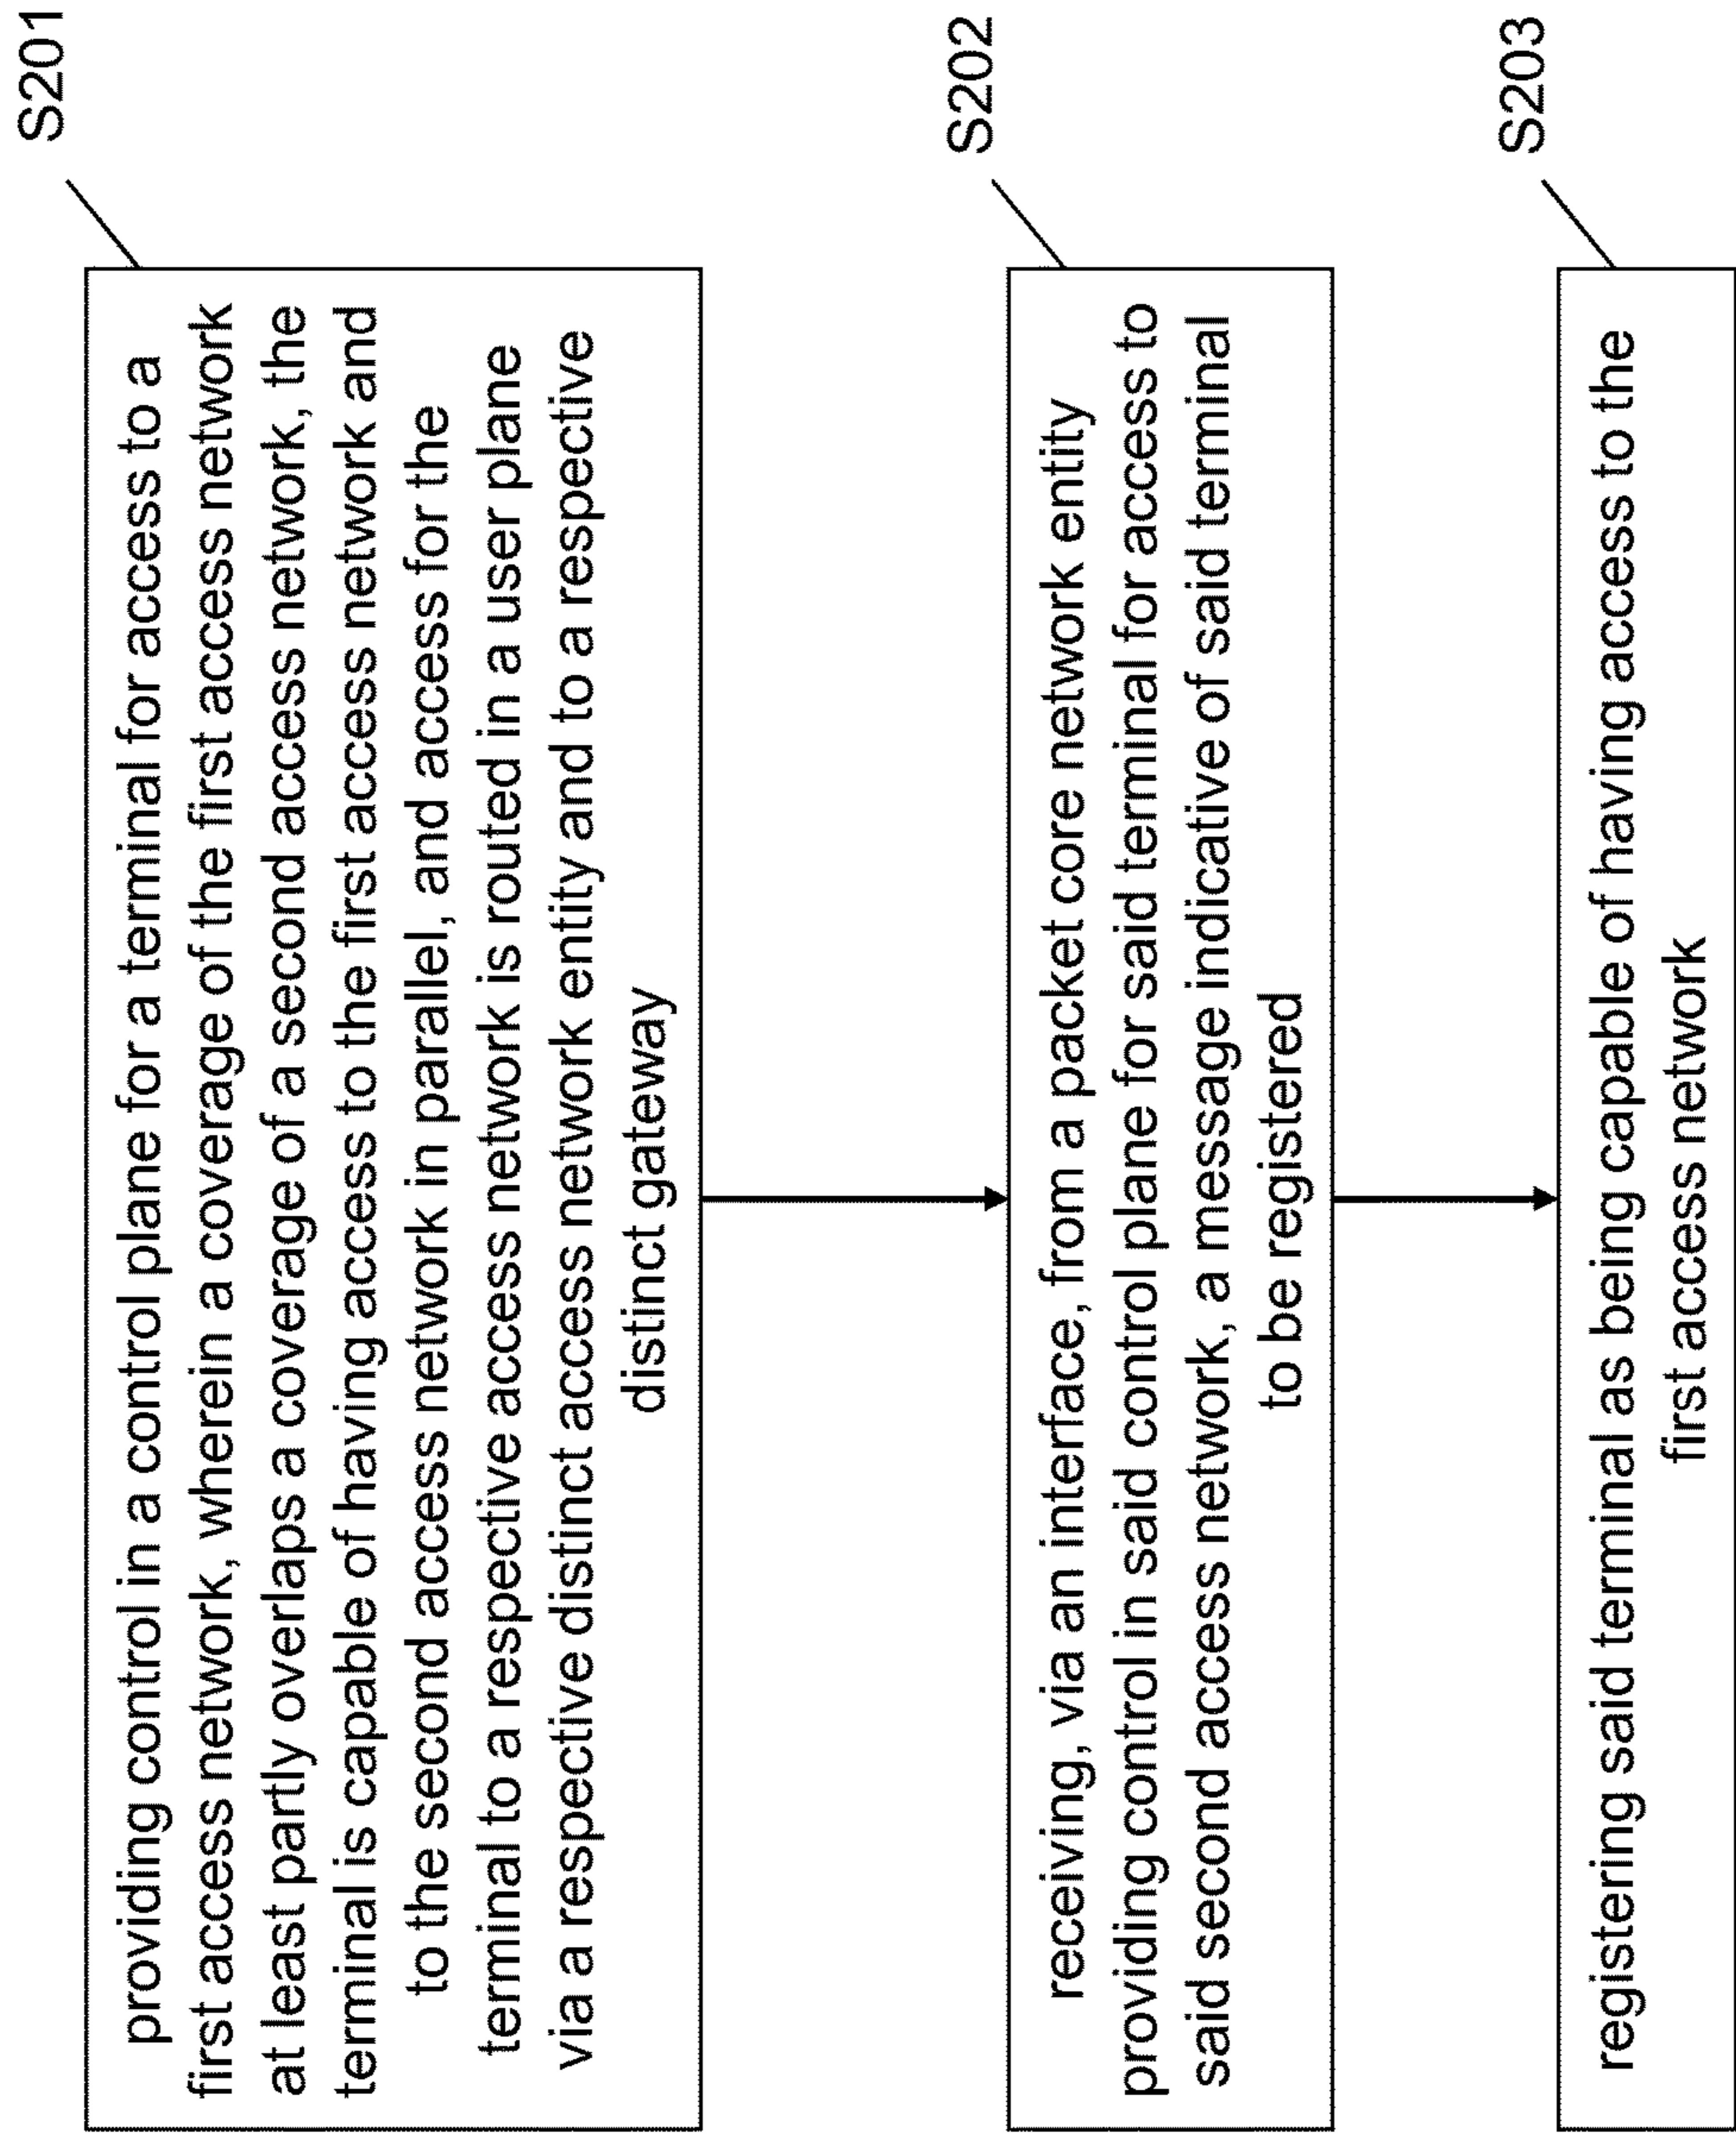 S201
providing control in a control plane for a terminal for access to a
first access network, wherein a coverage of the first access network
at least partly overlaps a coverage of a second access network, the
terminal is capable of having access to the first access network and
to the second access network in parallel, and access for the
terminal to a respective access network is routed in a user plane
via a respective distinct access network entity and to a respective
distinct gateway
S202
receiving, via an interface, from a packet core network entity
providing control in said control plane for said terminal for access to
said second access network, a message indicative of said terminal
to be registered
S203
registering said terminal as being capable of having access to the
first access network